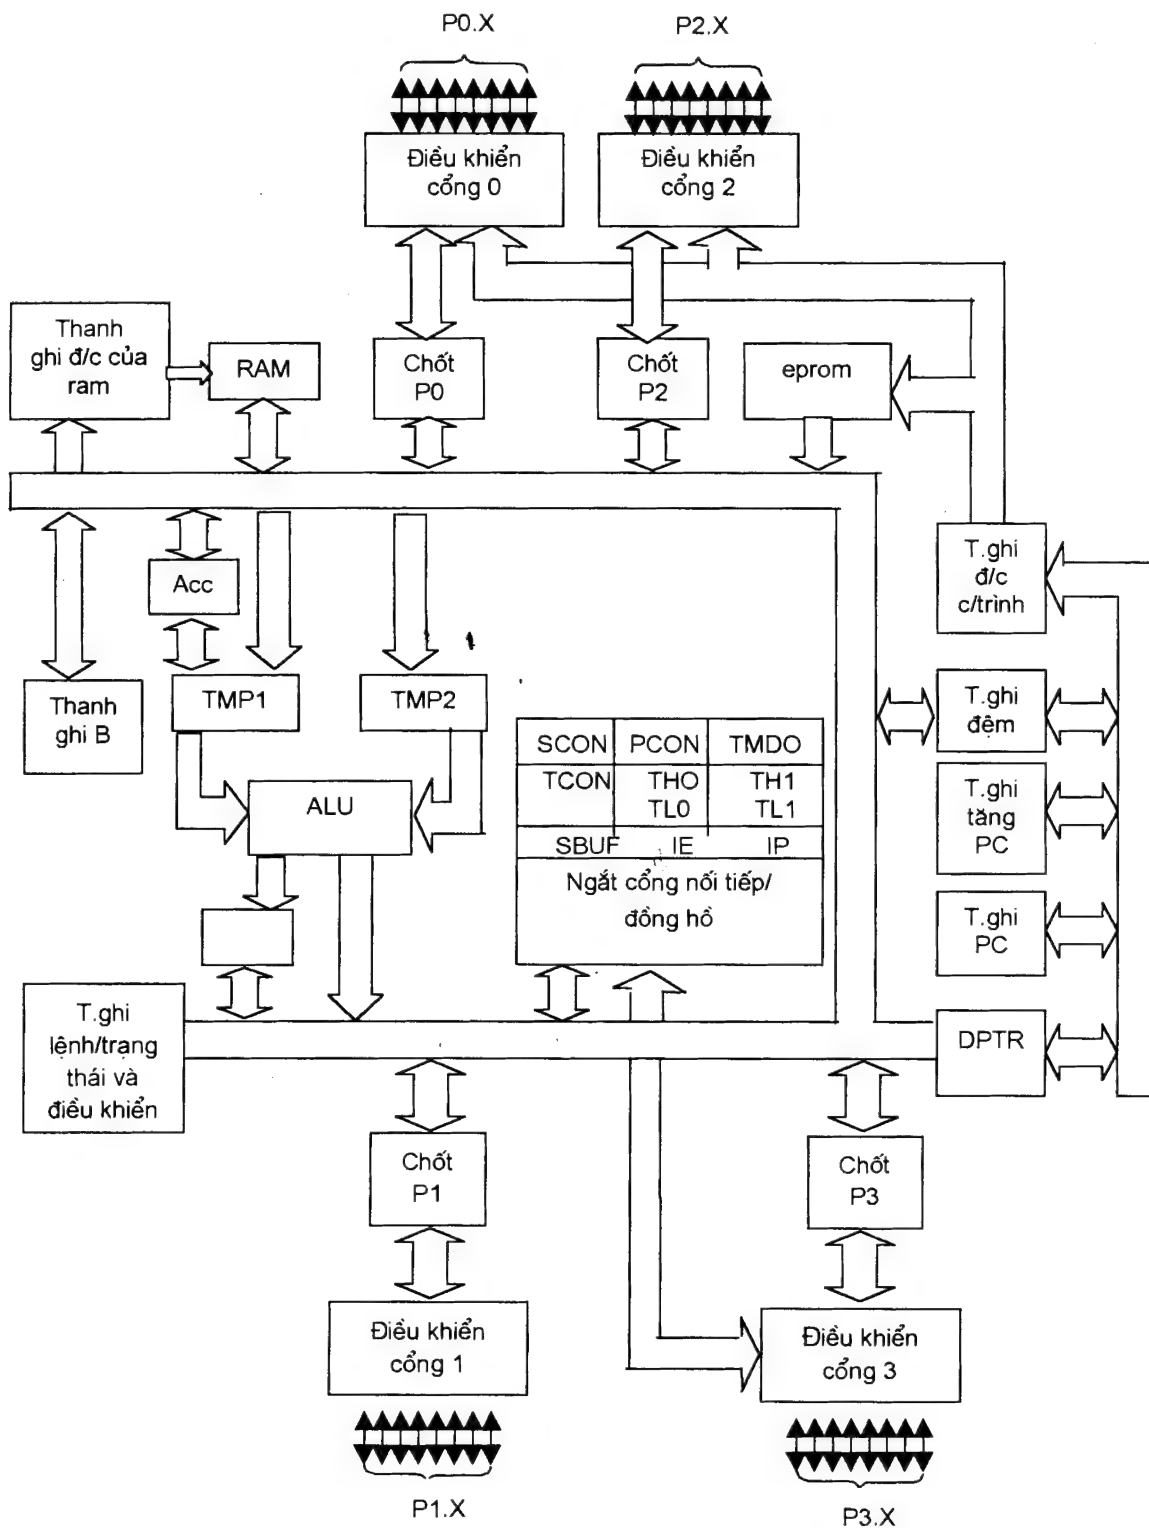 P0.X
P2.X
Điều khiển
cổng 0
Điều khiển
cổng 2
Thanh
ghi đ/c của
ram
RAM
Chốt
P0
Chốt
P2
eprom
T.ghi
đ/c
c/trình
Acc
Thanh
ghi B
TMP1
TMP2
T.ghi
đệm
SCON PCON TMDO
TCON THO TH1
TL0 TL1
SBUF IE IP
Ngắt cổng nối tiếp/
đồng hồ
ALU
T.ghi
tăng
PC
T.ghi
PC
T.ghi
lệnh/trạng
thái và
điều khiển
DPTR
Chốt
P1
Chốt
P3
Điều khiển
cổng 1
Điều khiển
cổng 3
P1.X
P3.X